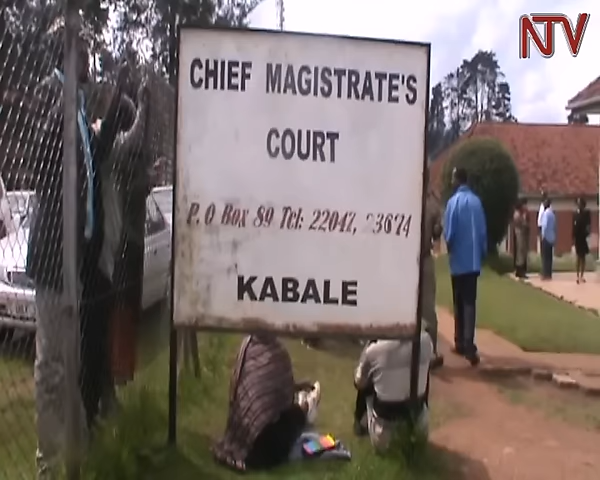 NTV
CHIEF MAGISTRATE'S
COURT
P.O Box 89 Tel: 22047, 23674
KABALE